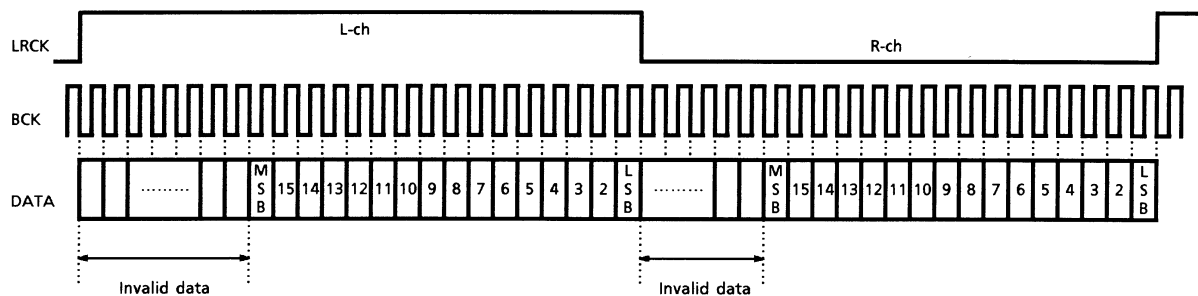 L-ch
LRCK
R-ch
BCK
DATA
.........
M
S
B
15 14 13 12 11 10 9 8 7 6 5 4 3 2
L
S
B
.........
M
S
B
15 14 13 12 11 10 9 8 7 6 5 4 3 2
L
S
B
Invalid data
Invalid data